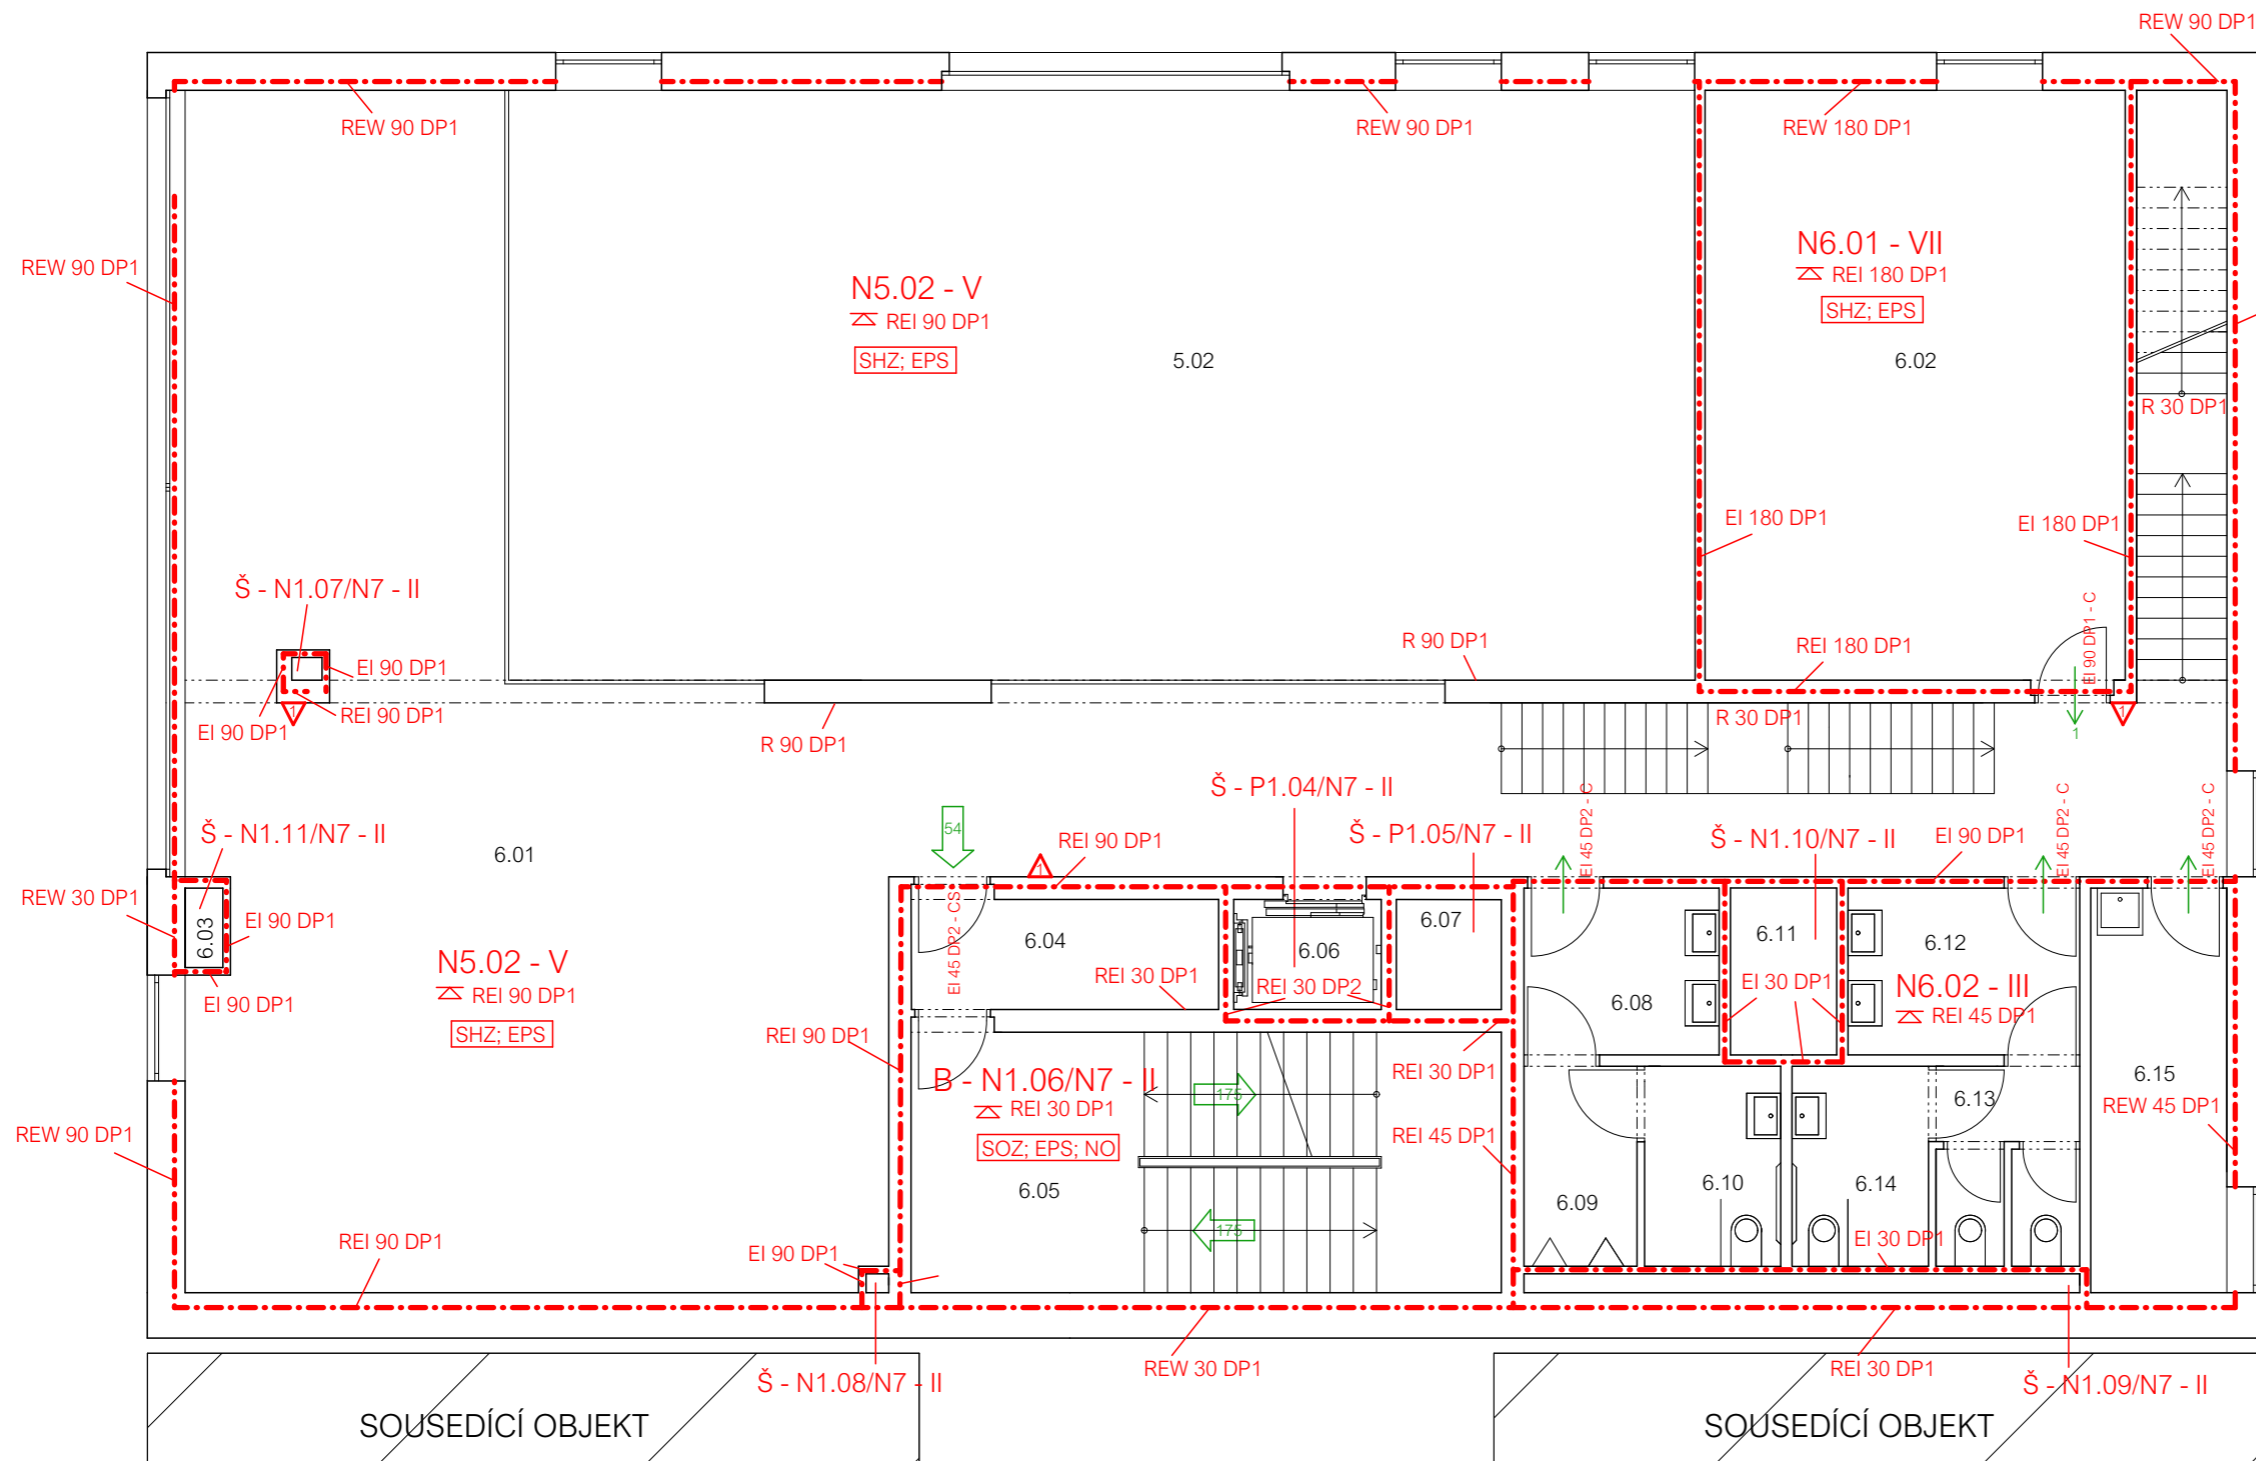 REW 90 DP1
REW 90 DP1
REW 90 DP1
REW 180 DP1
N6.01 - VII
REI 180 DP1
SHZ; EPS
REW 90 DP1
N5.02 - V
REI 90 DP1
SHZ; EPS
5.02
6.02
R 30 DP1
EI 180 DP1
EI 180 DP1
Š - N1.07/N7 - II
EI 90 DP1 - C
R 90 DP1
REI 180 DP1
EI 90 DP1
REI 90 DP1
1
EI 90 DP1
R 90 DP1
R 30 DP1
1
1
Š - P1.04/N7 - II
EI 45 DP2 - C
EI 45 DP2 - C
EI 45 DP2 - C
54
Š - N1.11/N7 - II
REI 90 DP1
Š - P1.05/N7 - II
Š - N1.10/N7 - II
EI 90 DP1
6.01
1
REW 30 DP1
EI 90 DP1
6.03
EI 45 DP2 - CS
6.04
6.06
6.07
6.11
6.12
N5.02 - V
REI 90 DP1
SHZ; EPS
EI 90 DP1
REI 30 DP1
REI 30 DP2
6.08
EI 30 DP1
N6.02 - III
REI 45 DP1
REI 90 DP1
B - N1.06/N7 - II
REI 30 DP1
SOZ; EPS; NO
175
REI 30 DP1
6.15
6.13
REW 45 DP1
REW 90 DP1
REI 45 DP1
6.05
6.09
6.10
6.14
175
REI 90 DP1
EI 90 DP1
EI 30 DP1
REW 30 DP1
REI 30 DP1
Š - N1.08/N7 - II
Š - N1.09/N7 - II
SOUSEDÍCÍ OBJEKT
SOUSEDÍCÍ OBJEKT